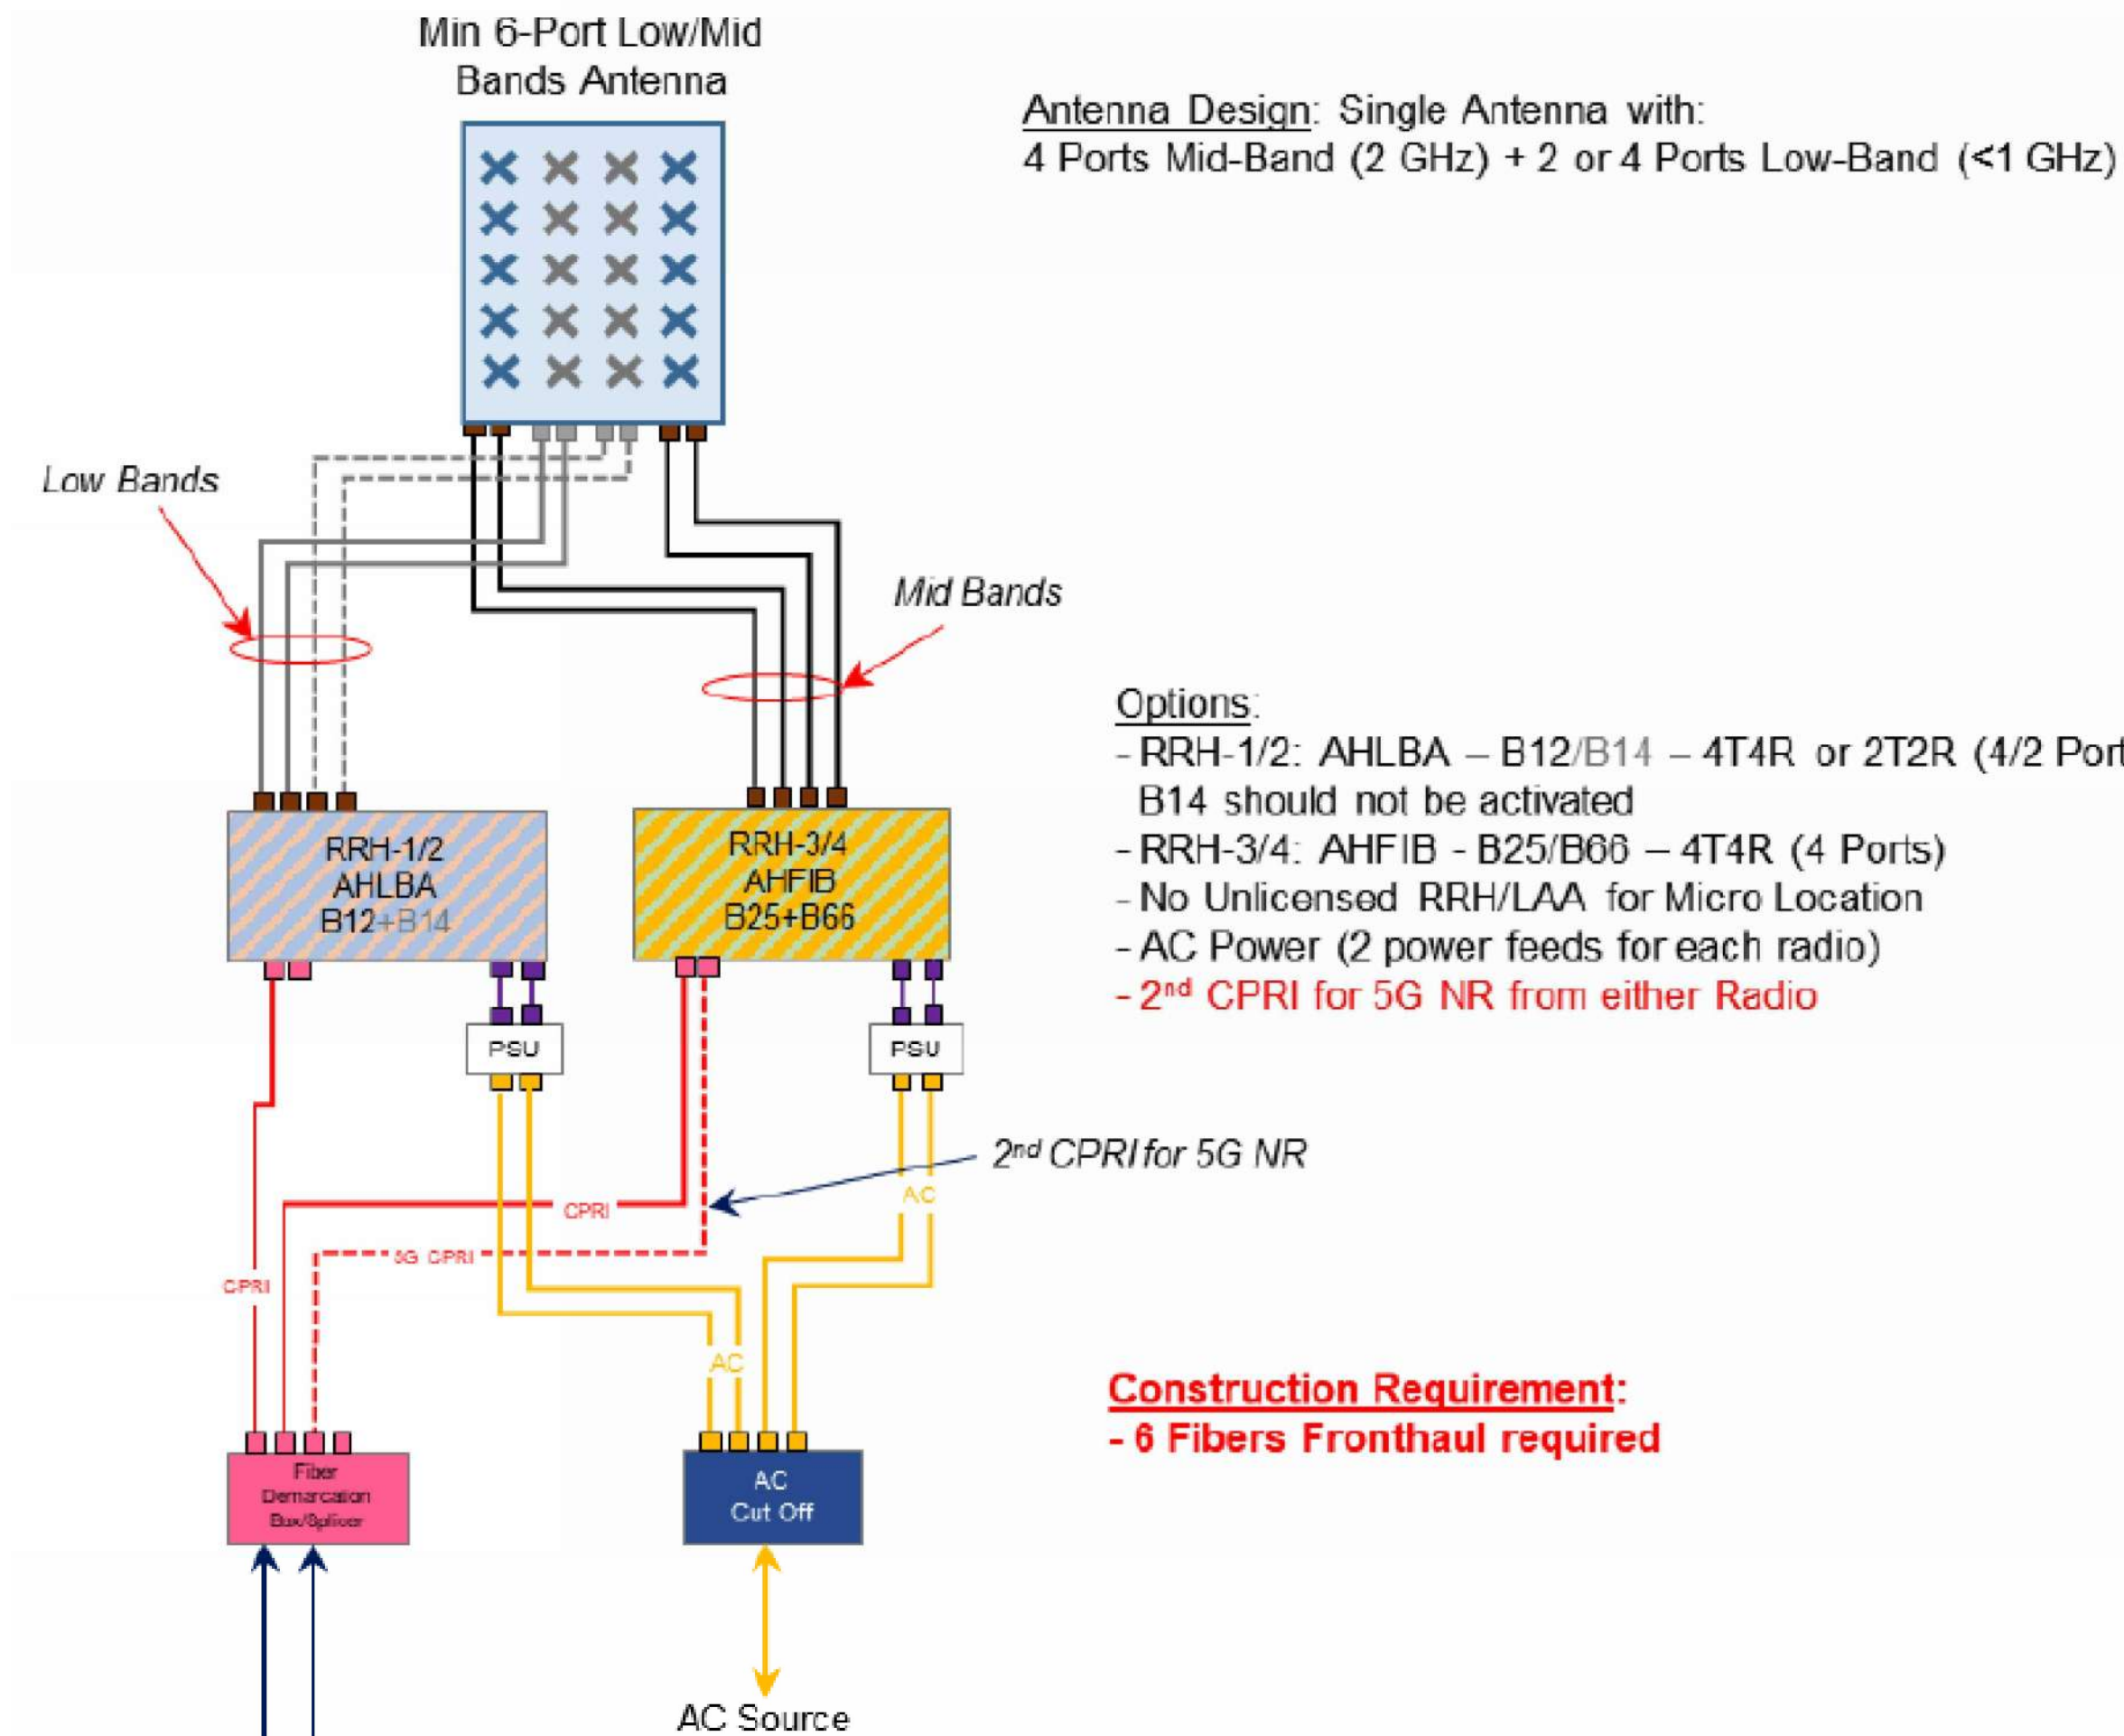 Min 6-Port Low/Mid
Bands Antenna
Antenna Design: Single Antenna with:
4 Ports Mid-Band (2 GHz) + 2 or 4 Ports Low-Band (<1 GHz)
Low Bands
Mid Bands
Options:
- RRH-1/2: AHLBA – B12/B14 – 4T4R or 2T2R (4/2 Port
B14 should not be activated
- RRH-3/4: AHFIB - B25/B66 – 4T4R (4 Ports)
- No Unlicensed RRH/LAA for Micro Location
- AC Power (2 power feeds for each radio)
- 2nd CPRI for 5G NR from either Radio
RRH-1/2
AHLBA
B12+B14
RRH-3/4
AHFIB
B25+B66
PSU
PSU
2nd CPRI for 5G NR
AC
CPRI
5G CPRI
CPRI
AC
Construction Requirement:
- 6 Fibers Fronthaul required
Fiber
Demarcation
Box/Splicer
AC
Cut Off
AC Source